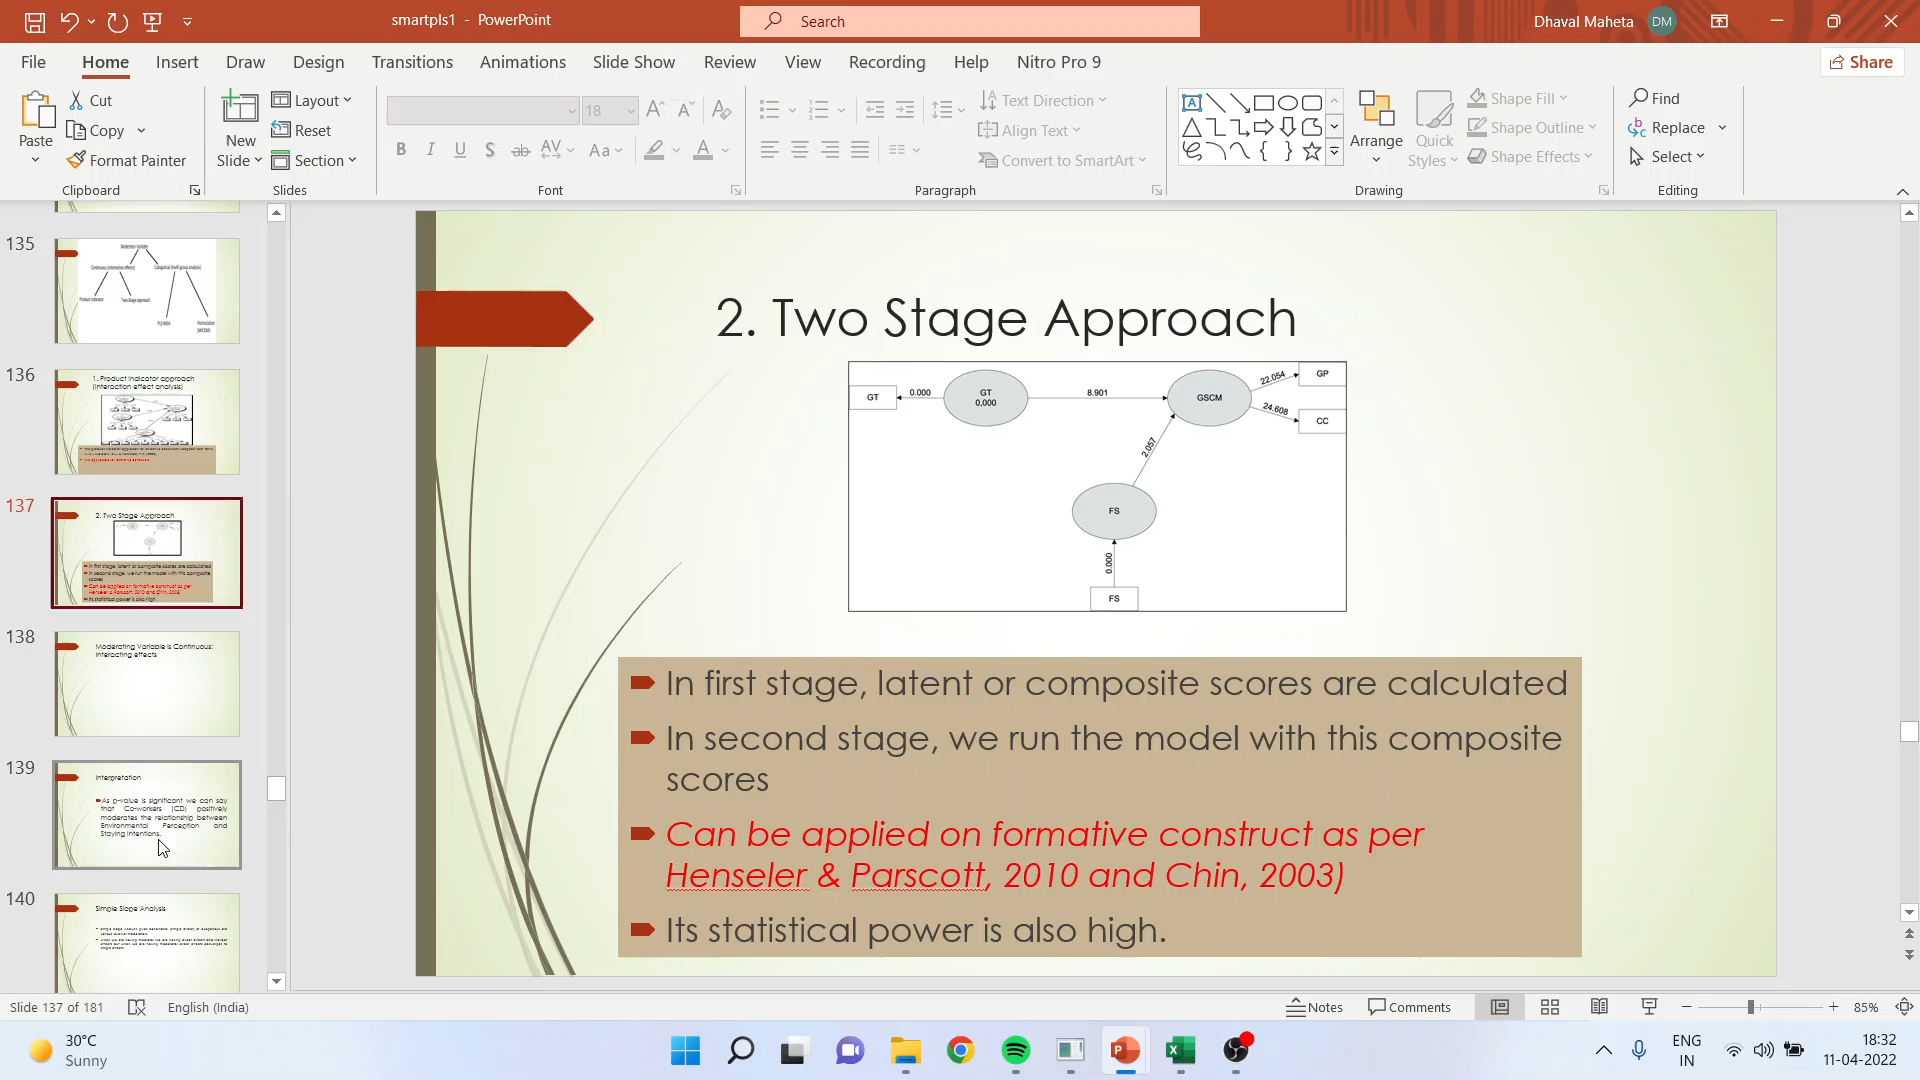 smartpls1 - PowerPoint
Search
Dhaval Maheta
DM
File
Home
Insert
Draw
Design
Transitions
Animations
Slide Show
Review
View
Recording
Help
Nitro Pro 9
Share
Paste
Cut
Copy
Format Painter
Clipboard
New
Slide
Layout
Reset
Section
Slides
18
B I U S ab AV Aa A
Font
Text Direction
Align Text
Convert to SmartArt
Paragraph
Arrange
Quick
Styles
Shape Fill
Shape Outline
Shape Effects
Drawing
Find
Replace
Select
Editing
135
Moderator Variable
Continuous (Interaction effects)
Categorical (multi-group analysis)
Product Indicator
Two stage approach
PLS-MGA
Permutation
(MICOM)
136
1. Product Indicator approach
(Interaction effect analysis)
137
2. Two Stage Approach
In first stage, latent or composite scores are calculated
In second stage, we run the model with this composite
scores
Can be applied on formative construct as per
Henseler & Parscott, 2010 and Chin, 2003)
Its statistical power is also high.
138
Moderating Variable is Continuous:
Interacting effects
139
Interpretation
As p-value is significant we can say
that Co-workers (CD) positively
moderates the relationship between
Environmental Perception and
Staying Intentions.
140
Simple Slope Analysis
2. Two Stage Approach
GT
0.000
GT
0,000
8.901
GSCM
22.054
GP
24.608
CC
2.057
FS
0.000
FS
In first stage, latent or composite scores are calculated
In second stage, we run the model with this composite
scores
Can be applied on formative construct as per
Henseler & Parscott, 2010 and Chin, 2003)
Its statistical power is also high.
Slide 137 of 181
English (India)
Notes
Comments
85%
30°C
Sunny
ENG
IN
18:32
11-04-2022